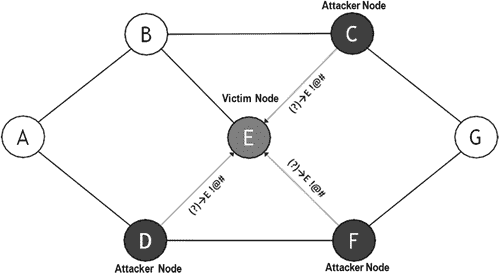 Attacker Node
B
C
(?)→E !@#
Victim Node
A
E
G
(?)→E !@#
(?)→E !@#
D
F
Attacker Node
Attacker Node